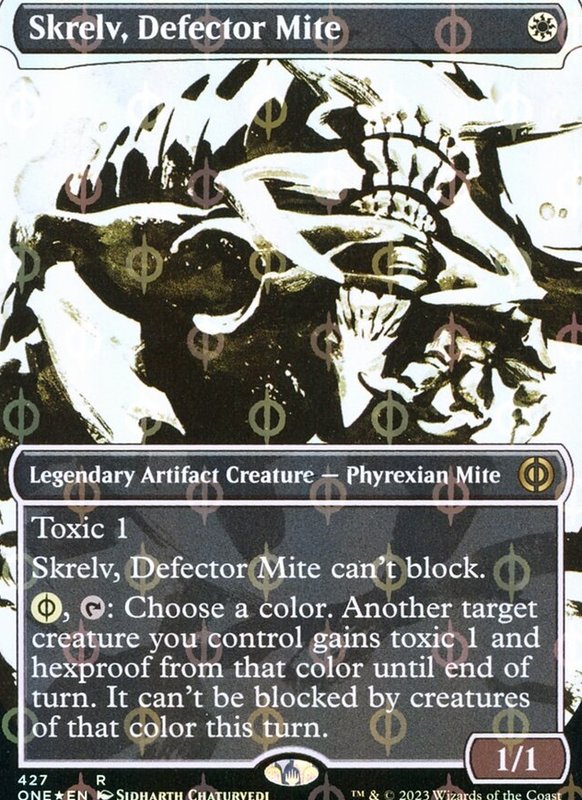 Skrelv, Defector Mite
Legendary Artifact Creature — Phyrexian Mite
Toxic 1
Skrelv, Defector Mite can't block.
, : Choose a color. Another target
creature you control gains toxic 1 and
hexproof from that color until end of
turn. It can't be blocked by creatures
of that color this turn.
1/1
427 R
ONE★EN Sidharth Chaturvedi
™ & © 2023 Wizards of the Coast